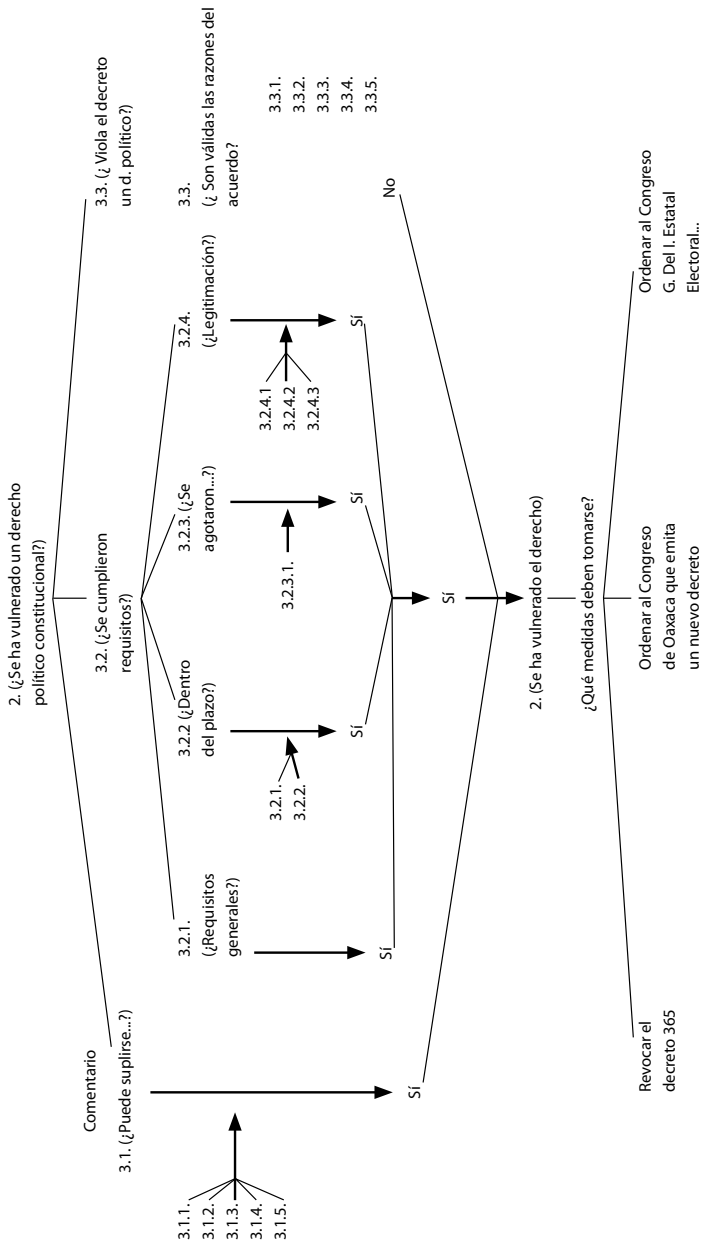 2. (¿Se ha vulnerado un derecho
político constitucional?)
Comentario
3.1. (¿Puede suplirse...?)
3.2. (¿Se cumplieron
requisitos?)
3.3. (¿ Viola el decreto
un d. político?)
3.2.1.
(¿Requisitos
generales?)
3.2.2 (¿Dentro
del plazo?)
3.2.3. (¿Se
agotaron...?)
3.2.4.
(¿Legitimación?)
3.3.
(¿ Son válidas las razones del
acuerdo?
3.1.1.
3.1.2.
3.1.3.
3.1.4.
3.1.5.
3.2.1.
3.2.2.
3.2.3.1.
3.2.4.1
3.2.4.2
3.2.4.3
3.3.1.
3.3.2.
3.3.3.
3.3.4.
3.3.5.
Sí
Sí
Sí
Sí
Sí
No
Sí
2. (Se ha vulnerado el derecho)
¿Qué medidas deben tomarse?
Revocar el
decreto 365
Ordenar al Congreso
de Oaxaca que emita
un nuevo decreto
Ordenar al Congreso
G. Del I. Estatal
Electoral...